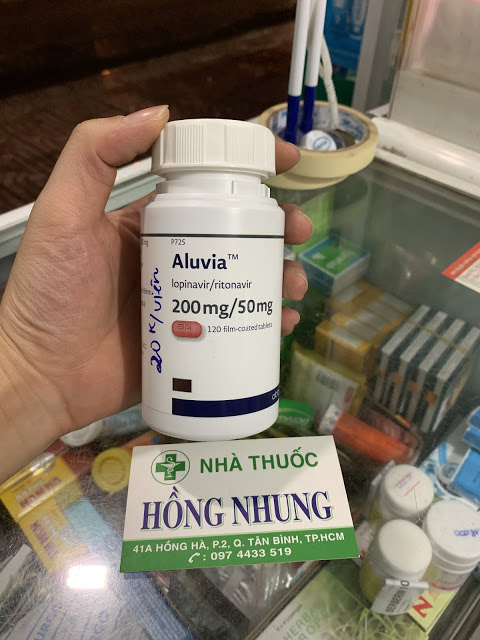 P725
Aluvia™
lopinavir/ritonavir
200mg/50mg
120 film-coated tablets
20 K/viên
NHÀ THUỐC
HỒNG NHUNG
41A HỒNG HÀ, P.2, Q. TÂN BÌNH, TP.HCM
: 097 4433 519